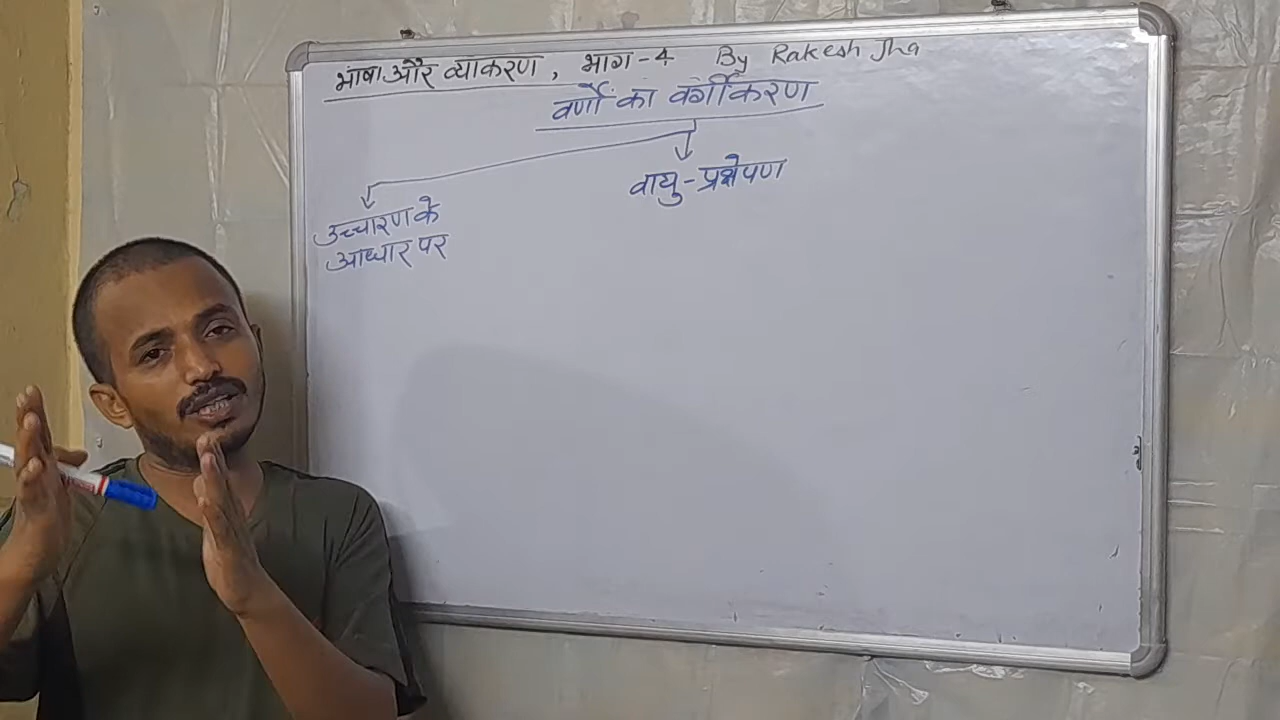 भाषा और व्याकरण, भाग-4 By Rakesh Jha
वर्णों का वर्गीकरण
वायु-प्रक्षेपण
उच्चारण के
आधार पर